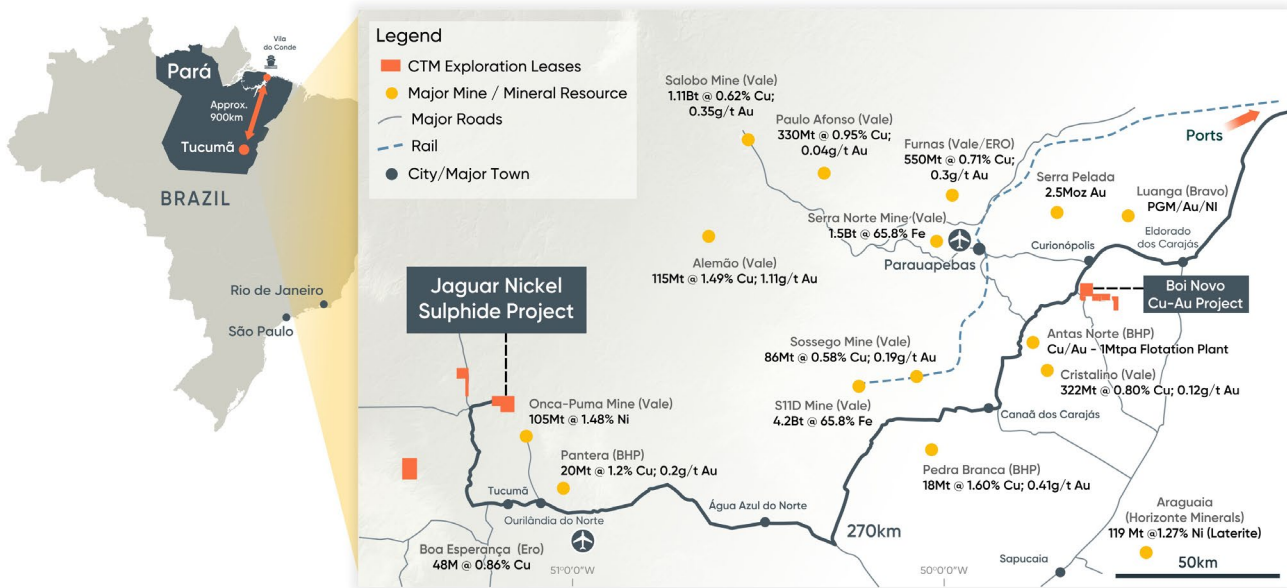 Vila
do Conde
Pará
Approx.
900km
Tucumã
BRAZIL
Rio de Janeiro
São Paulo
Legend
CTM Exploration Leases
Major Mine / Mineral Resource
Major Roads
Rail
City/Major Town
Salobo Mine (Vale)
1.11Bt @ 0.62% Cu;
0.35g/t Au
Paulo Afonso (Vale)
330Mt @ 0.95% Cu;
0.04g/t Au
Furnas (Vale/ERO)
550Mt @ 0.71% Cu;
0.3g/t Au
Ports
Serra Pelada
2.5Moz Au
Luanga (Bravo)
PGM/Au/NI
Serra Norte Mine (Vale)
1.5Bt @ 65.8% Fe
Parauapebas
Curionópolis
Eldorado
dos Carajás
Alemão (Vale)
115Mt @ 1.49% Cu; 1.11g/t Au
Jaguar Nickel
Sulphide Project
Boi Novo
Cu-Au Project
Sossego Mine (Vale)
86Mt @ 0.58% Cu; 0.19g/t Au
Antas Norte (BHP)
Cu/Au - 1Mtpa Flotation Plant
Cristalino (Vale)
322Mt @ 0.80% Cu; 0.12g/t Au
S11D Mine (Vale)
4.2Bt @ 65.8% Fe
Canaã dos Carajás
Onca-Puma Mine (Vale)
105Mt @ 1.48% Ni
Pantera (BHP)
20Mt @ 1.2% Cu; 0.2g/t Au
Pedra Branca (BHP)
18Mt @ 1.60% Cu; 0.41g/t Au
Tucumã
Ourilândia do Norte
Água Azul do Norte
270km
Araguaia
(Horizonte Minerals)
119 Mt @1.27% Ni (Laterite)
Boa Esperança (Ero)
48M @ 0.86% Cu
51°0'0"W
50°0'0"W
Sapucaia
50km